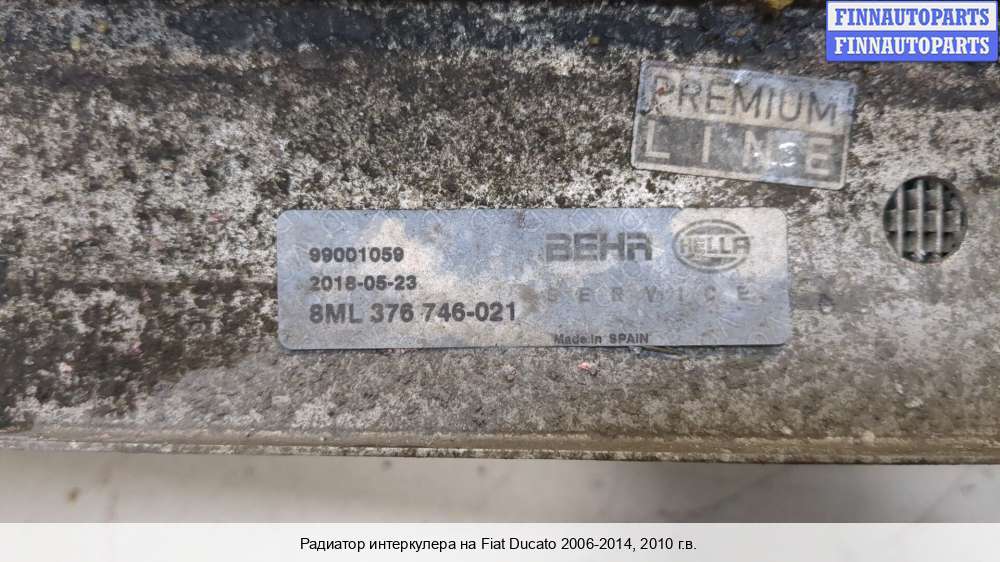 FINNAUTOPARTS
FINNAUTOPARTS
PREMIUM
LINE
99001059
2018-05-23
8ML 376 746-021
BEHR HELLA
SERVICE
Made in SPAIN
Радиатор интеркулера на Fiat Ducato 2006-2014, 2010 г.в.